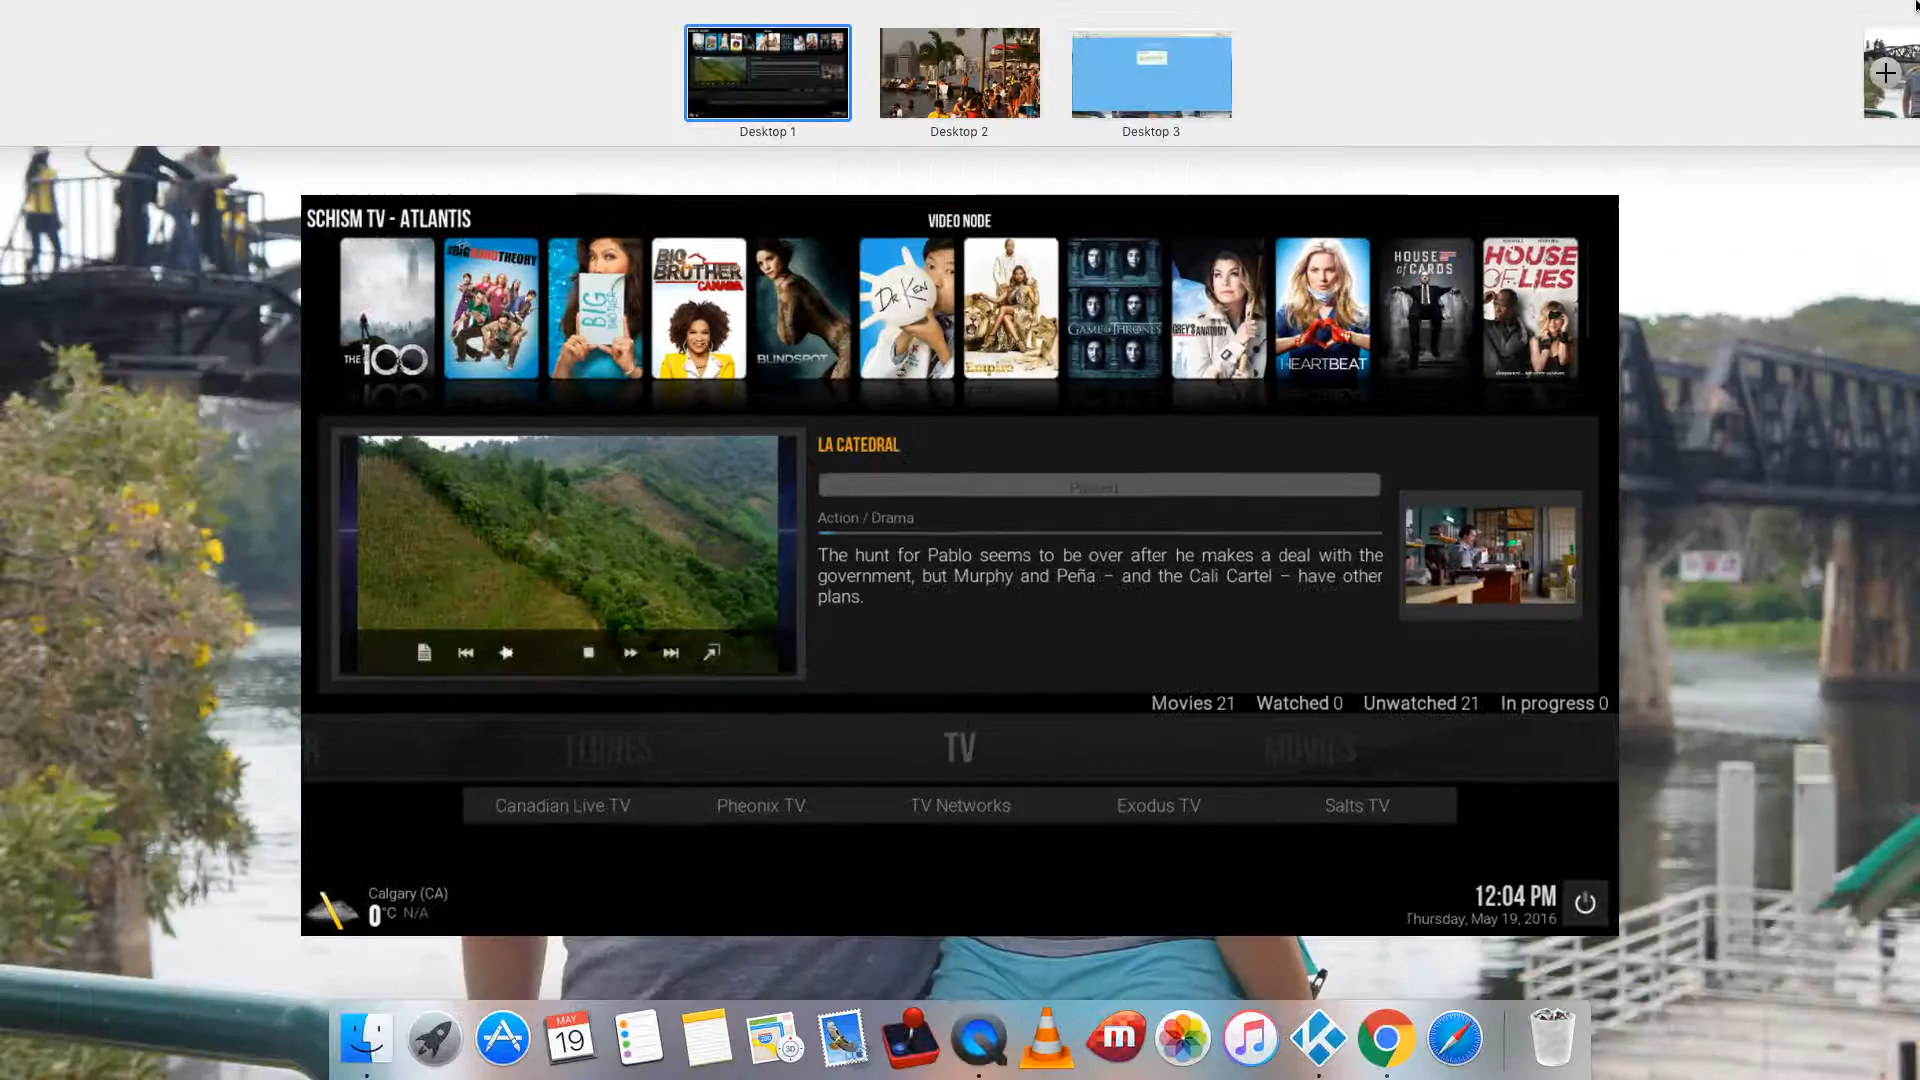 Desktop 1
Desktop 2
Desktop 3
SCHISM TV - ATLANTIS
VIDEO NODE
THE 100
BIG BANG THEORY
BIG BROTHER
BIG BROTHER CANADA
BLINDSPOT
DR KEN
Empire
GAME OF THRONES
GREY'S ANATOMY
HEARTBEAT
HOUSE of CARDS
HOUSE OF LIES
LA CATEDRAL
Paused
Action / Drama
The hunt for Pablo seems to be over after he makes a deal with the
government, but Murphy and Peña – and the Cali Cartel – have other
plans.
Movies 21 Watched 0 Unwatched 21 In progress 0
TV
MOVIES
Canadian Live TV
Pheonix TV
TV Networks
Exodus TV
Salts TV
Calgary (CA)
0°C N/A
12:04 PM
Thursday, May 19, 2016
MAY
19
280
3D
m